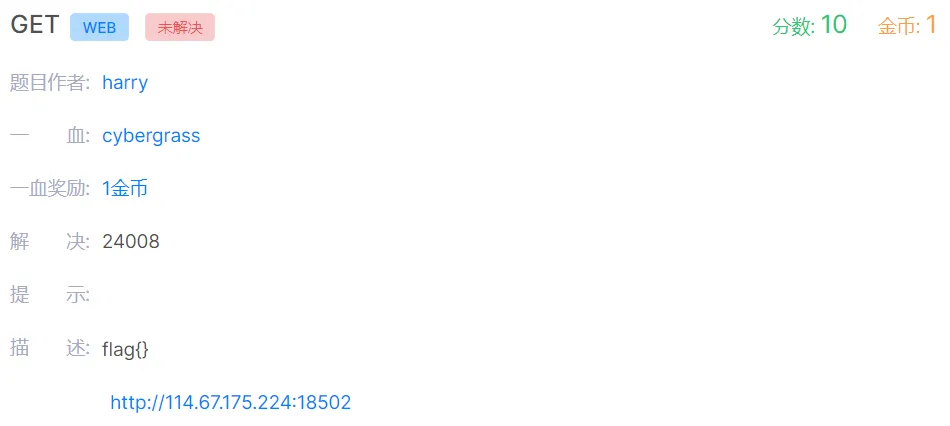 GET WEB 未解决 分数: 10 金币: 1
题目作者: harry
一 血: cybergrass
一血奖励: 1金币
解 决: 24008
提 示:
描 述: flag{}
http://114.67.175.224:18502